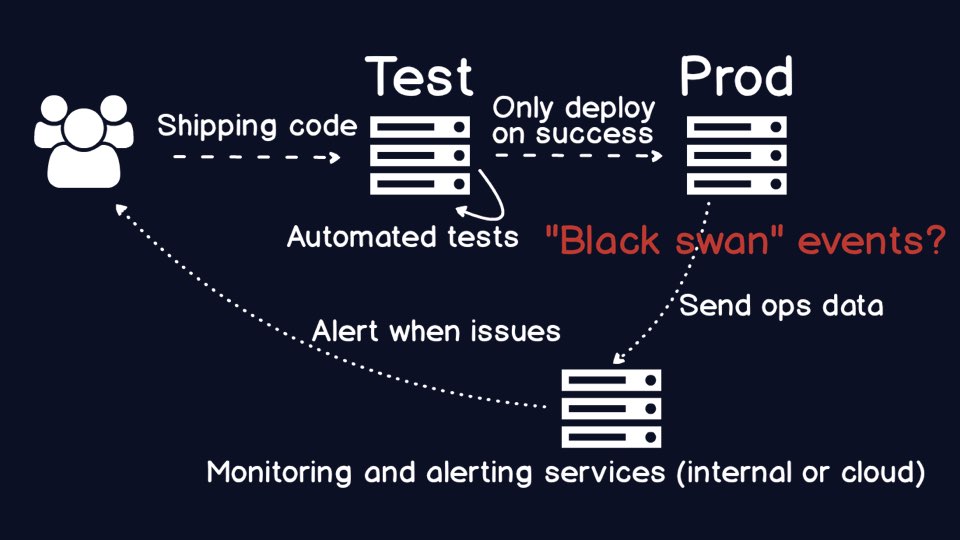 Test
Prod
Shipping code
Only deploy
on success
Automated tests
"Black swan" events?
Send ops data
Alert when issues
Monitoring and alerting services (internal or cloud)